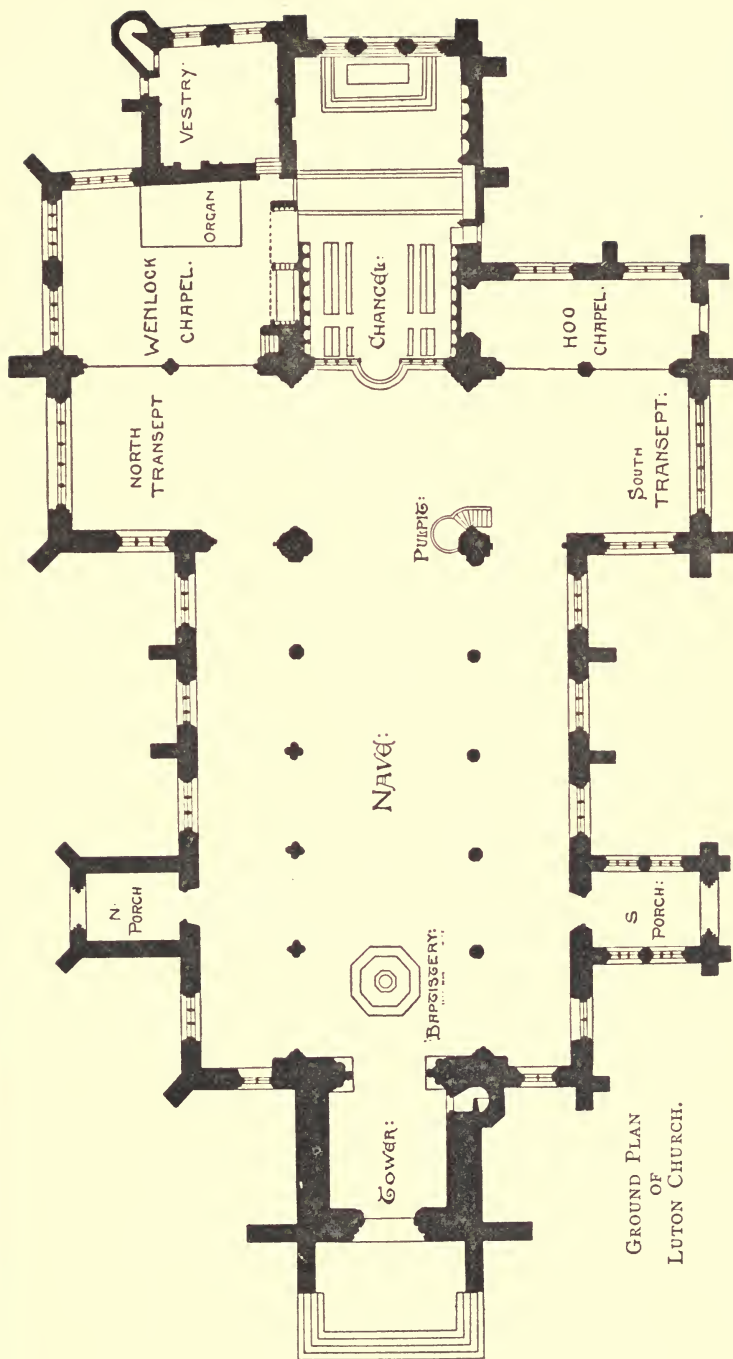 VESTRY.
ORGAN
WENLOCK
CHAPEL.
CHANCEL:
HOO
CHAPEL.
NORTH
TRANSEPT
SOUTH
TRANSEPT:
PULPIT:
NAVE:
N.
PORCH
S
PORCH:
BAPTISTERY:
TOWER:
GROUND PLAN
OF
LUTON CHURCH.